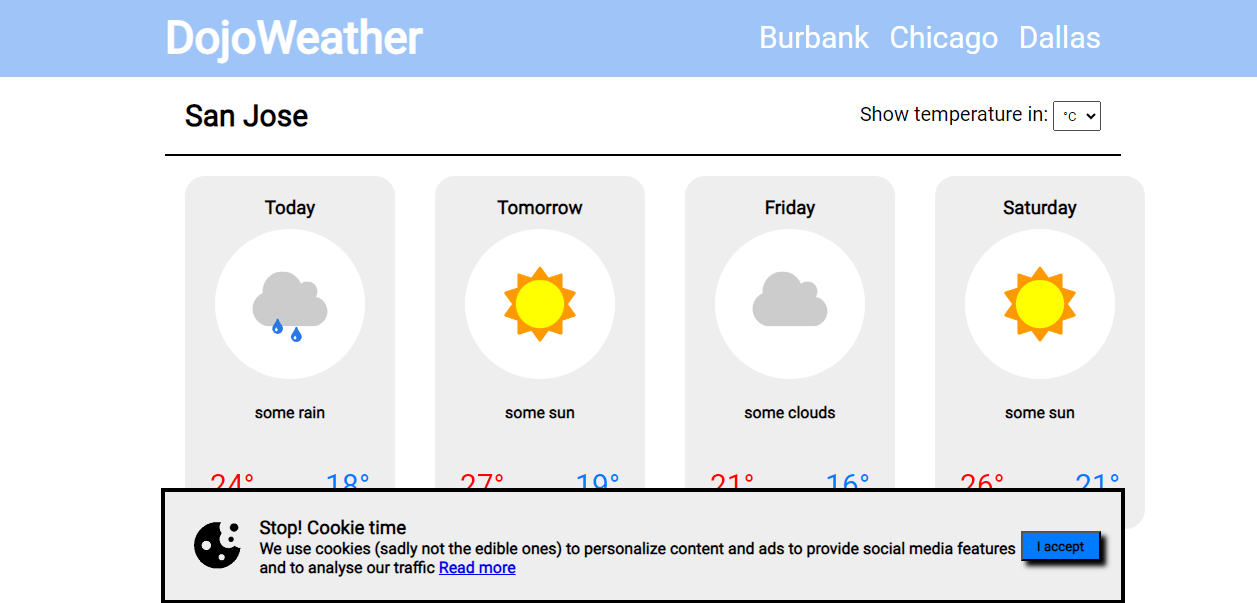 DojoWeather
Burbank Chicago Dallas
San Jose
Show temperature in: °C
Today
Tomorrow
Friday
Saturday
some rain
some sun
some clouds
some sun
24° 18°
27° 19°
21° 16°
26° 21°
Stop! Cookie time
We use cookies (sadly not the edible ones) to personalize content and ads to provide social media features
and to analyse our traffic Read more
I accept